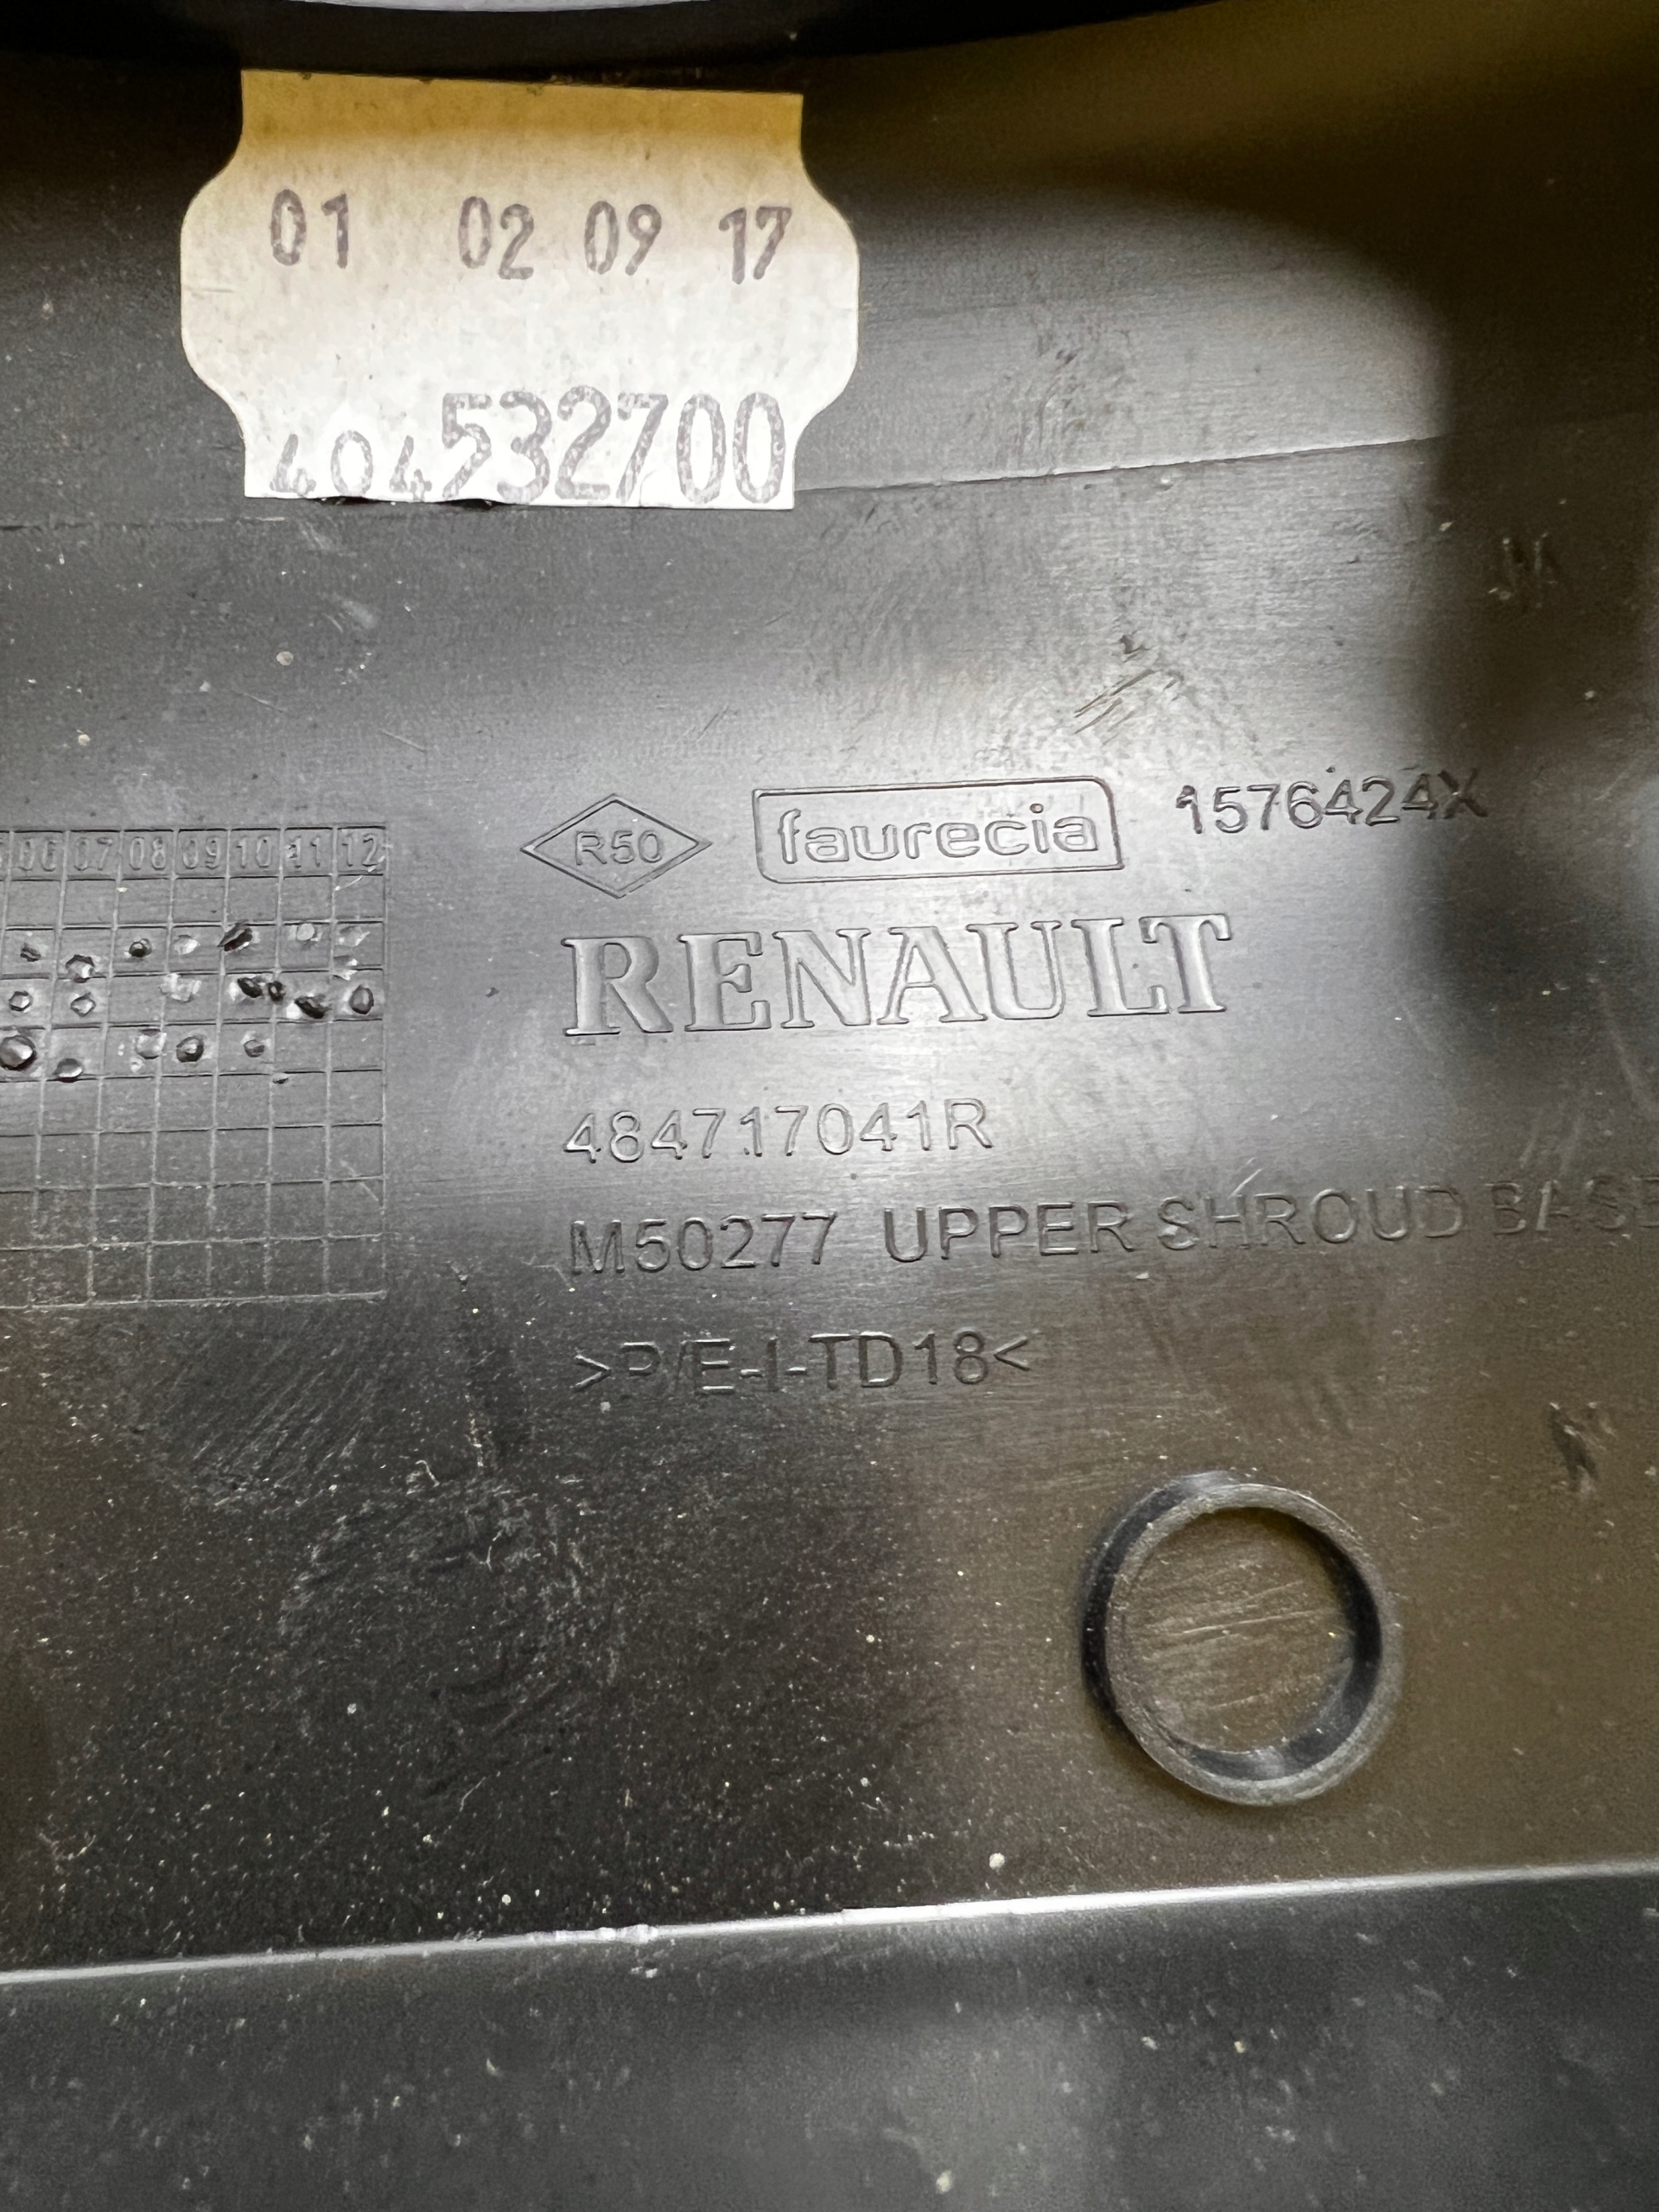 01 02 09 17
404532700
R50 faurecia 1576424X
06 07 08 09 10 11 12
RENAULT
484717041R
M50277 UPPER SHROUD BASE
>P/E-I-TD18<